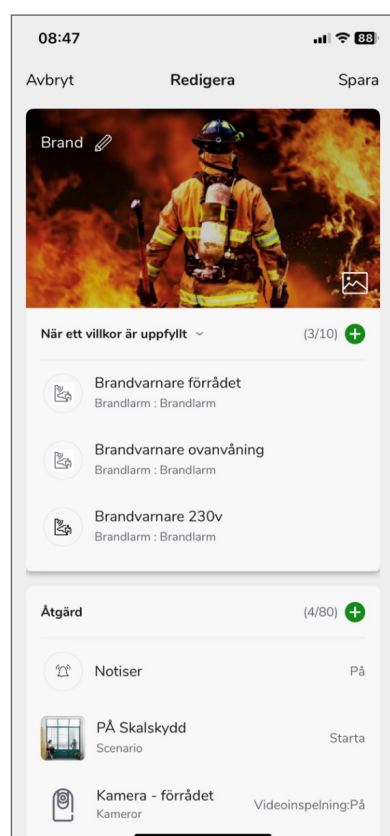 08:47
88
Avbryt Redigera Spara
Brand
När ett villkor är uppfyllt (3/10)
Brandvarnare förrådet
Brandlarm : Brandlarm
Brandvarnare ovanvåning
Brandlarm : Brandlarm
Brandvarnare 230v
Brandlarm : Brandlarm
Åtgärd (4/80)
Notiser På
PÅ Skalskydd
Scenario
Starta
Kamera - förrådet
Kameror
Videoinspelning:På